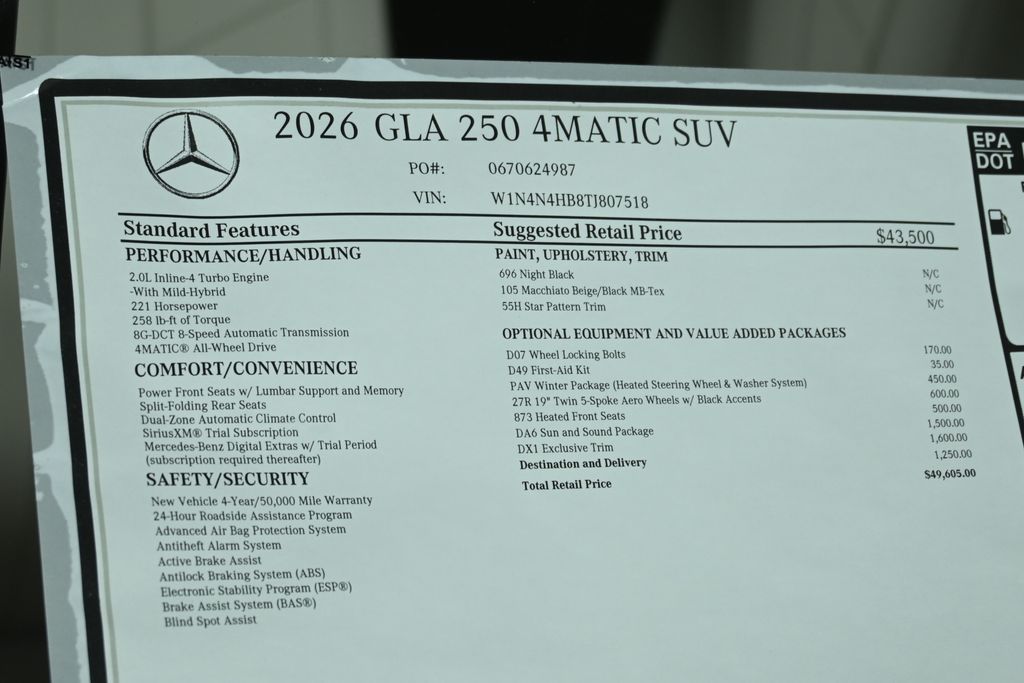 2026 GLA 250 4MATIC SUV
PO#: 0670624987
VIN: W1N4N4HB8TJ807518
Standard Features
Suggested Retail Price $43,500
PERFORMANCE/HANDLING
2.0L Inline-4 Turbo Engine
-With Mild-Hybrid
221 Horsepower
258 lb-ft of Torque
8G-DCT 8-Speed Automatic Transmission
4MATIC® All-Wheel Drive
COMFORT/CONVENIENCE
Power Front Seats w/ Lumbar Support and Memory
Split-Folding Rear Seats
Dual-Zone Automatic Climate Control
SiriusXM® Trial Subscription
Mercedes-Benz Digital Extras w/ Trial Period
(subscription required thereafter)
SAFETY/SECURITY
New Vehicle 4-Year/50,000 Mile Warranty
24-Hour Roadside Assistance Program
Advanced Air Bag Protection System
Antitheft Alarm System
Active Brake Assist
Antilock Braking System (ABS)
Electronic Stability Program (ESP®)
Brake Assist System (BAS®)
Blind Spot Assist
PAINT, UPHOLSTERY, TRIM
696 Night Black N/C
105 Macchiato Beige/Black MB-Tex N/C
55H Star Pattern Trim N/C
OPTIONAL EQUIPMENT AND VALUE ADDED PACKAGES
D07 Wheel Locking Bolts 170.00
D49 First-Aid Kit 35.00
PAV Winter Package (Heated Steering Wheel & Washer System) 450.00
27R 19" Twin 5-Spoke Aero Wheels w/ Black Accents 600.00
873 Heated Front Seats 500.00
DA6 Sun and Sound Package 1,500.00
DX1 Exclusive Trim 1,600.00
Destination and Delivery 1,250.00
Total Retail Price $49,605.00
EPA
DOT